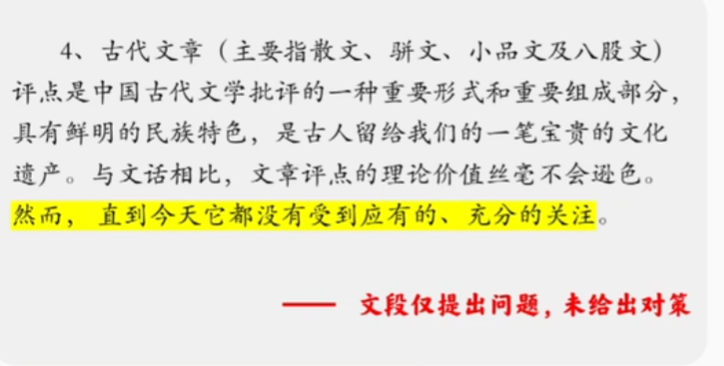 4、古代文章（主要指散文、骈文、小品文及八股文）
评点是中国古代文学批评的一种重要形式和重要组成部分，
具有鲜明的民族特色，是古人留给我们的一笔宝贵的文化
遗产。与文话相比，文章评点的理论价值丝毫不会逊色。
然而，直到今天它都没有受到应有的、充分的关注。
—— 文段仅提出问题，未给出对策